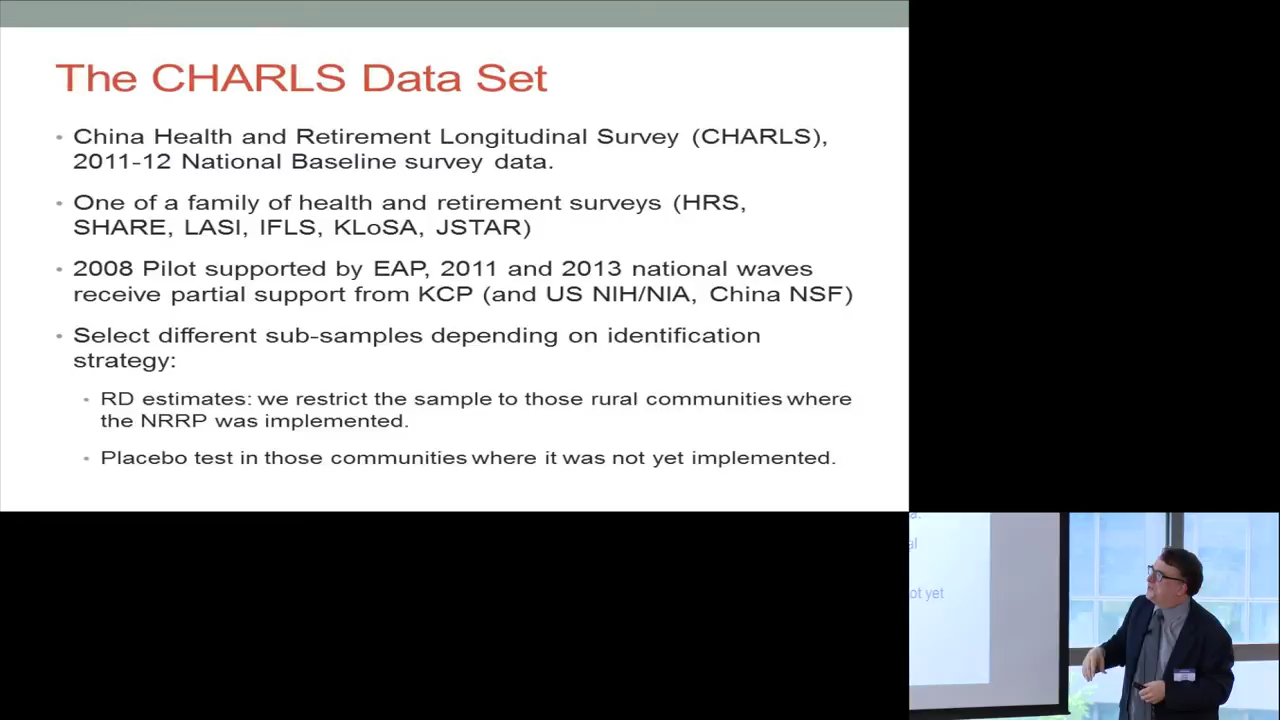 The CHARLS Data Set
• China Health and Retirement Longitudinal Survey (CHARLS),
2011-12 National Baseline survey data.
• One of a family of health and retirement surveys (HRS,
SHARE, LASI, IFLS, KLoSA, JSTAR)
• 2008 Pilot supported by EAP, 2011 and 2013 national waves
receive partial support from KCP (and US NIH/NIA, China NSF)
• Select different sub-samples depending on identification
strategy:
• RD estimates: we restrict the sample to those rural communities where
the NRRP was implemented.
• Placebo test in those communities where it was not yet implemented.
a.
al
ot yet